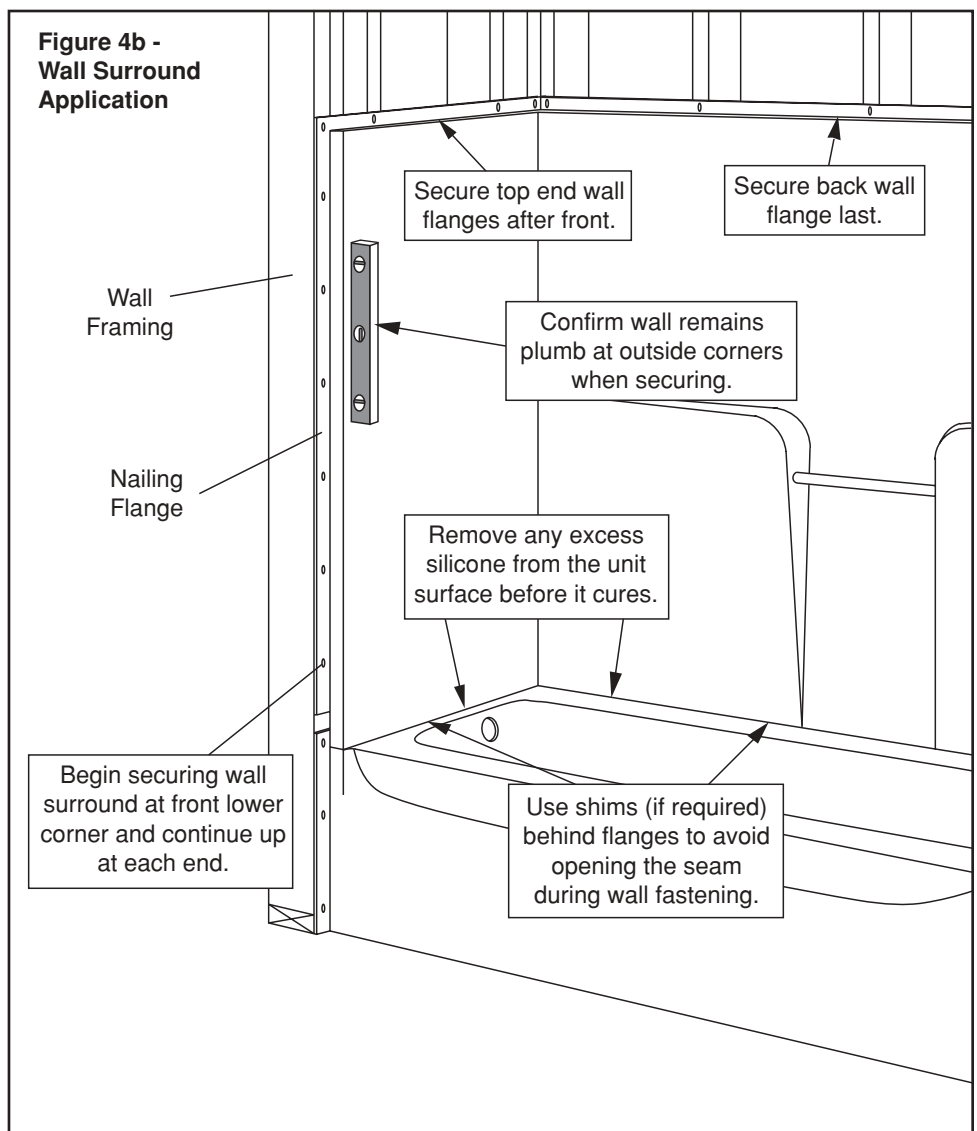 Figure 4b -
Wall Surround
Application
Secure top end wall
flanges after front.
Secure back wall
flange last.
Wall
Framing
Confirm wall remains
plumb at outside corners
when securing.
Nailing
Flange
Remove any excess
silicone from the unit
surface before it cures.
Begin securing wall
surround at front lower
corner and continue up
at each end.
Use shims (if required)
behind flanges to avoid
opening the seam
during wall fastening.